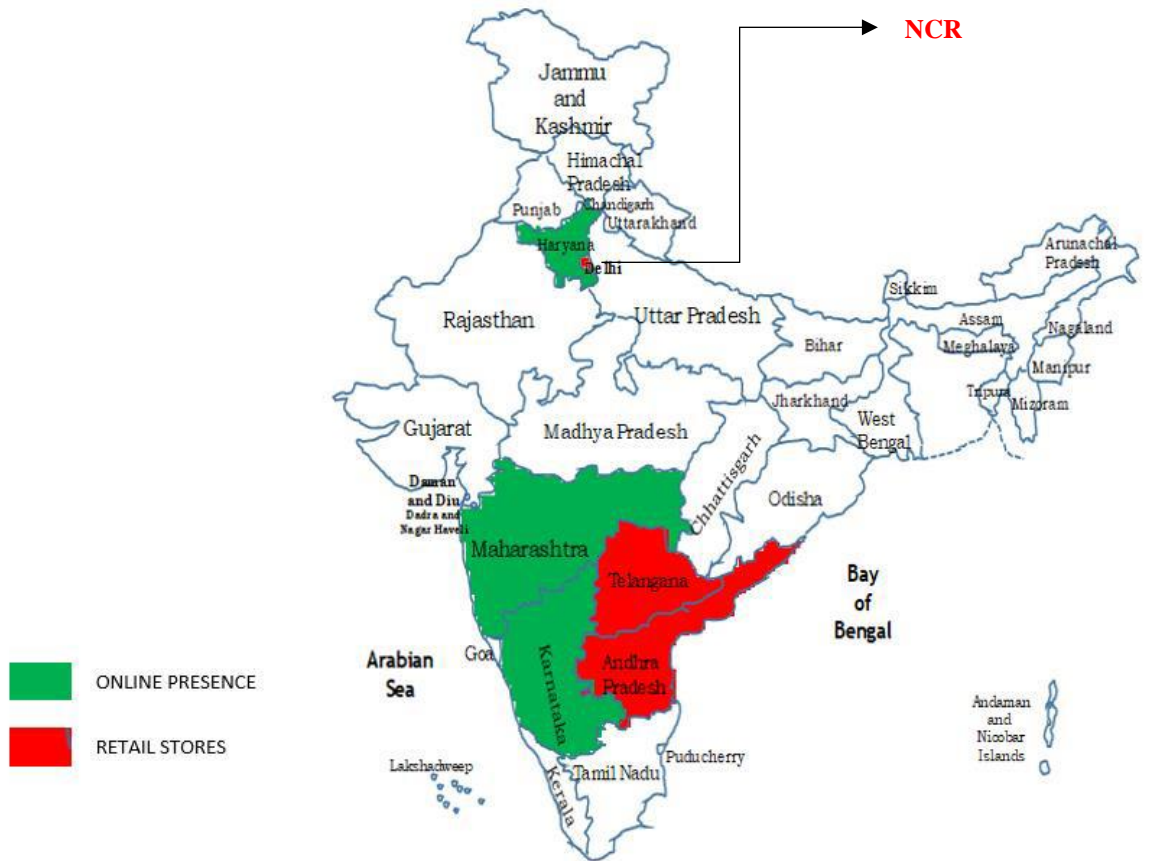 NCR
Jammu
and
Kashmir
Himachal
Pradesh
Chandigarh
Punjab
Uttarakhand
Haryana
Delhi
Arunachal
Pradesh
Sikkim
Rajasthan
Uttar Pradesh
Assam
Nagaland
Bihar
Meghalaya
Manipur
Tripura
Mizoram
Jharkhand
West
Bengal
Gujarat
Madhya Pradesh
Chhattisgarh
Daman
and Diu
Dadra and
Nagar Haveli
Odisha
Maharashtra
Telangana
Bay
of
Bengal
Goa
Arabian
Sea
Karnataka
Andhra
Pradesh
ONLINE PRESENCE
RETAIL STORES
Andaman
and
Nicobar
Islands
Puducherry
Lakshadweep
Kerala
Tamil Nadu